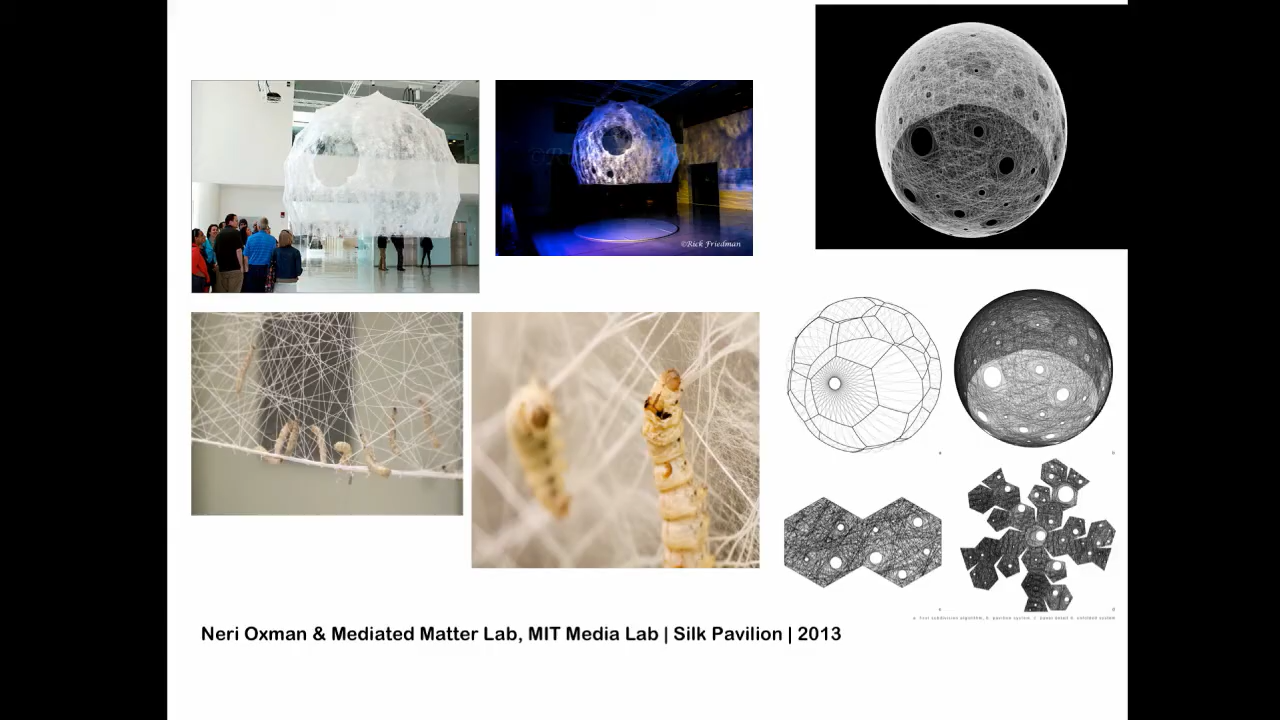 ©Rick Friedman
a
b
c
d
Neri Oxman & Mediated Matter Lab, MIT Media Lab | Silk Pavilion | 2013